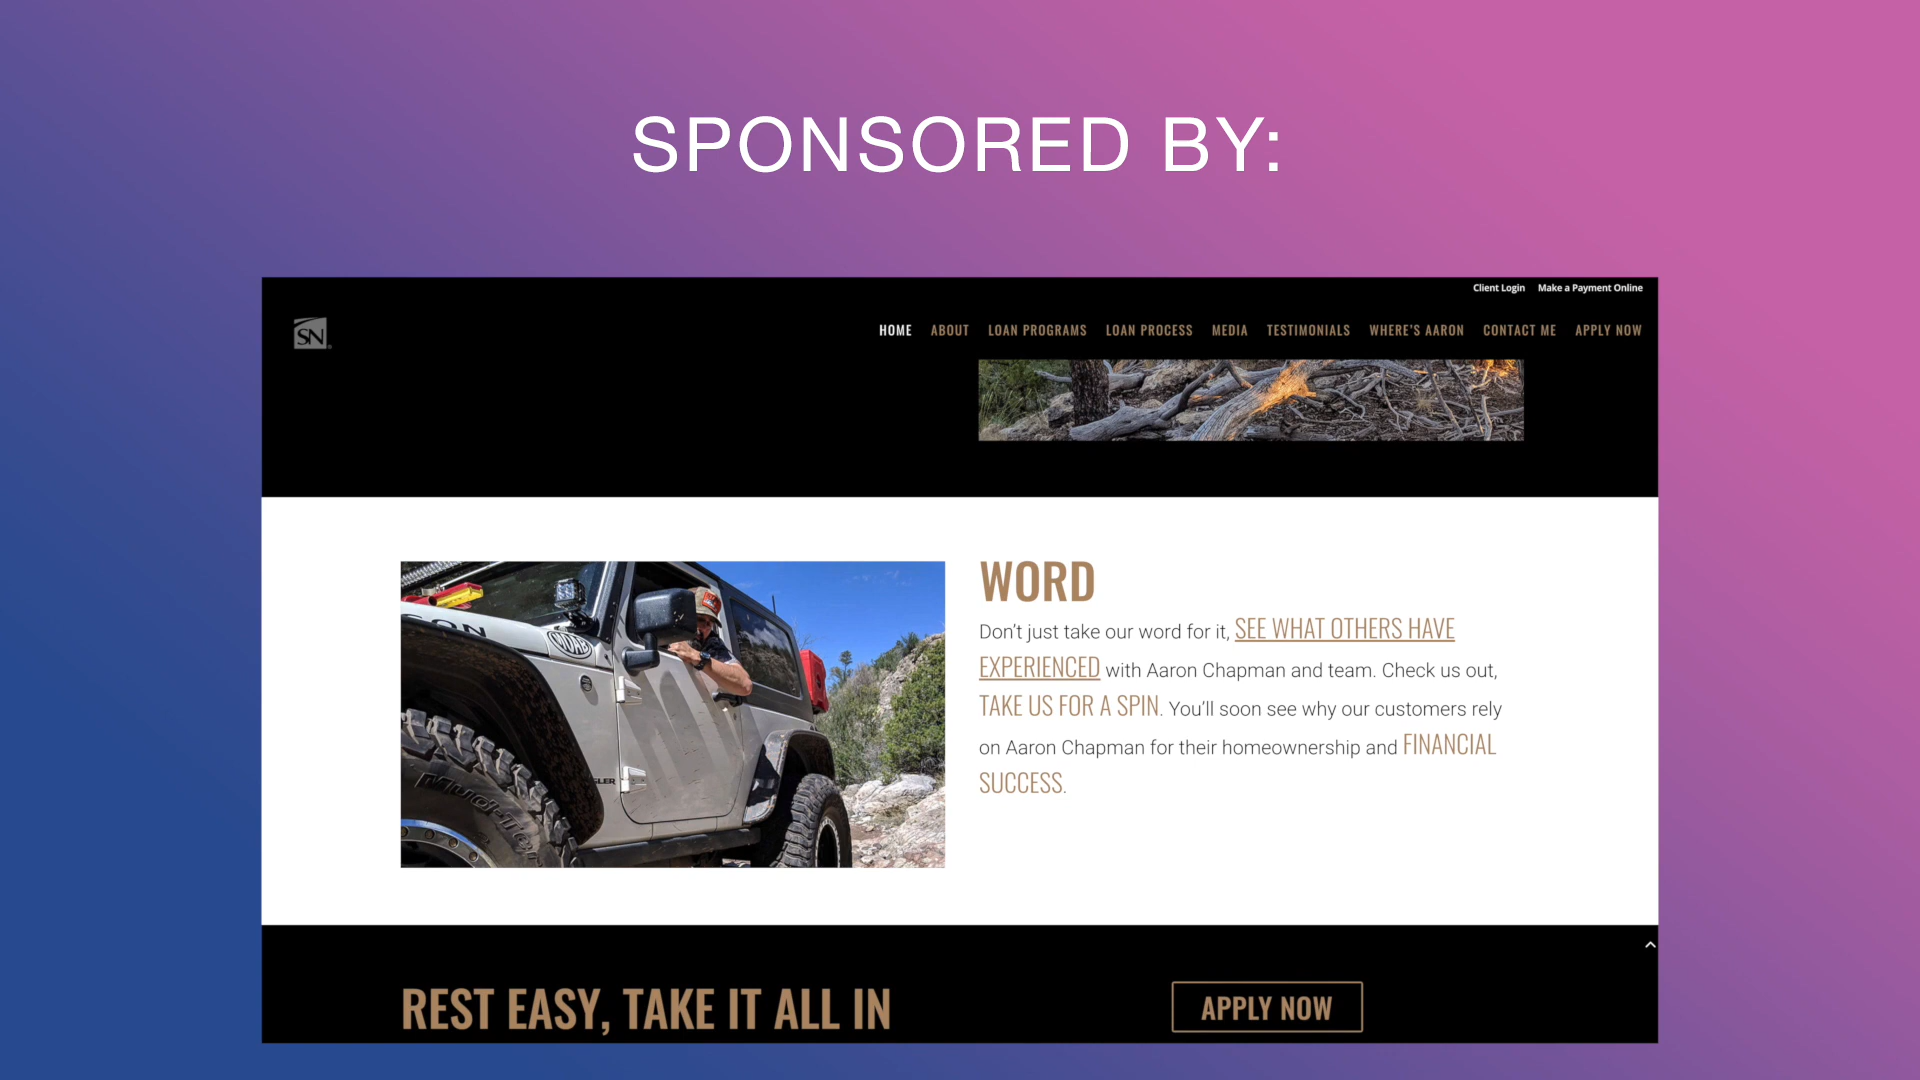 SPONSORED BY:
Client Login Make a Payment Online
SN
HOME ABOUT LOAN PROGRAMS LOAN PROCESS MEDIA TESTIMONIALS WHERE'S AARON CONTACT ME APPLY NOW
WORD
Don't just take our word for it, SEE WHAT OTHERS HAVE
EXPERIENCED with Aaron Chapman and team. Check us out,
TAKE US FOR A SPIN. You'll soon see why our customers rely
on Aaron Chapman for their homeownership and FINANCIAL
SUCCESS.
GLER
REST EASY, TAKE IT ALL IN
APPLY NOW